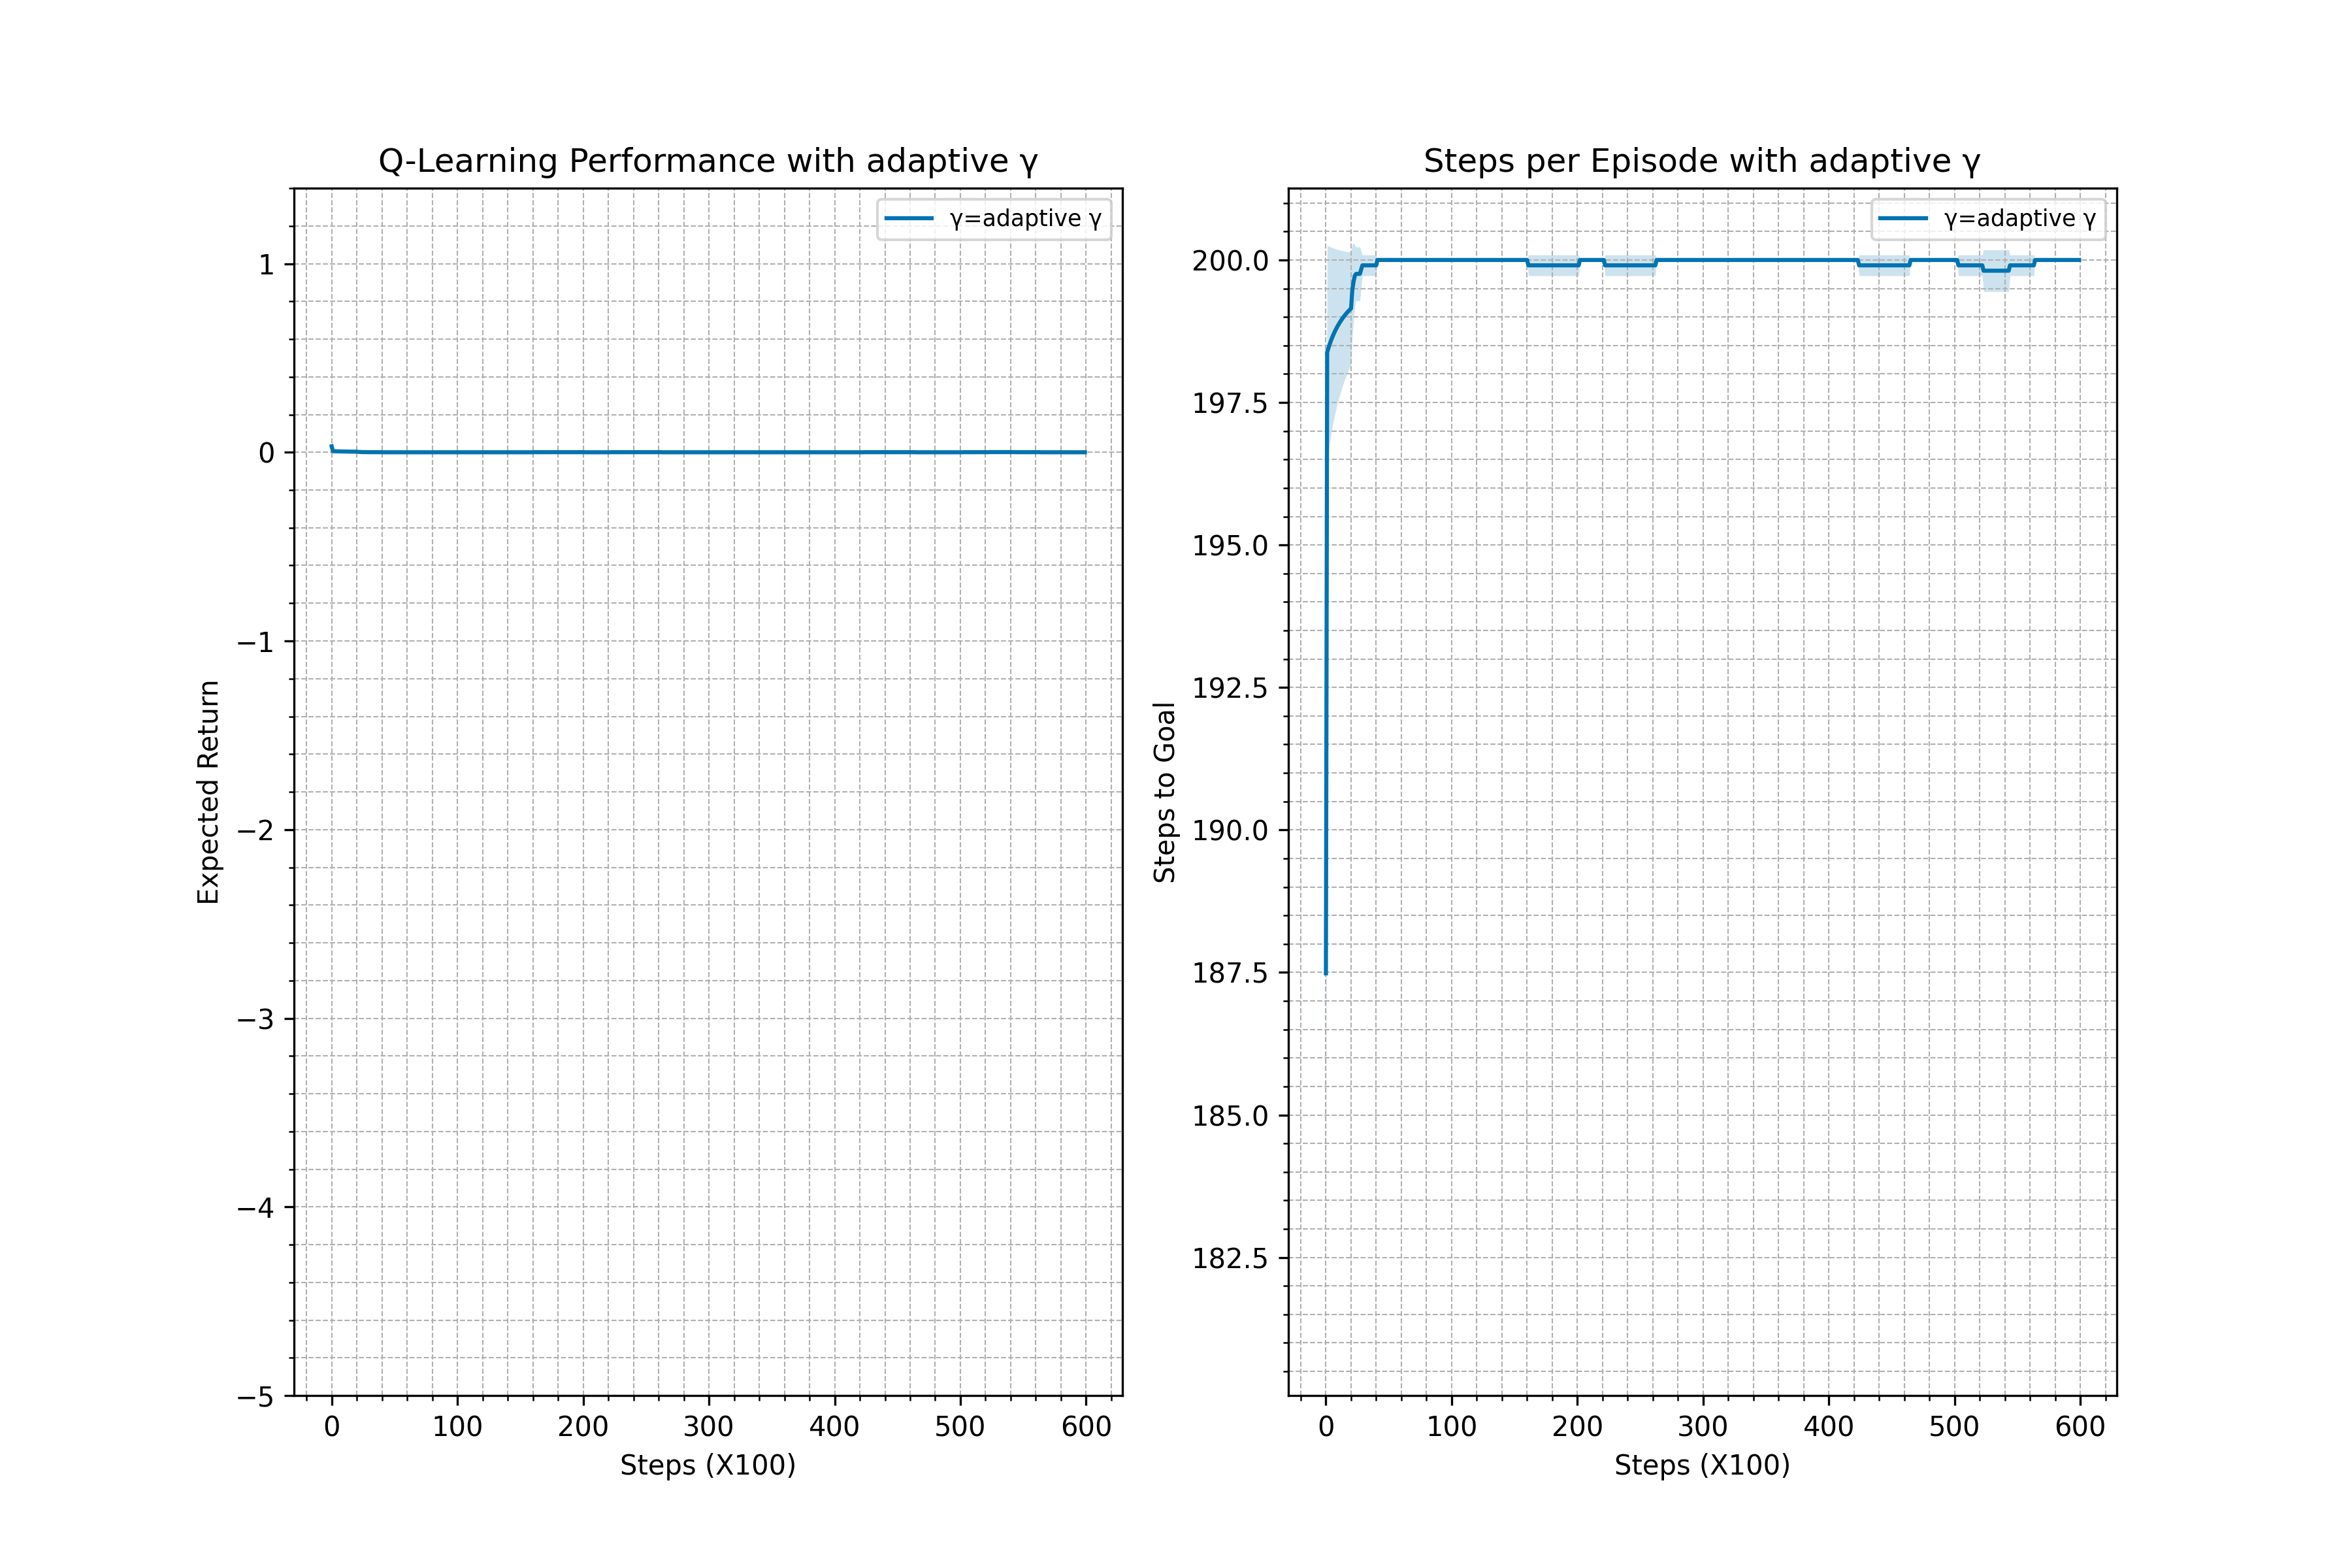 Q-Learning Performance with adaptive γ
γ=adaptive γ
1
0
−1
−2
−3
−4
−5
Expected Return
0 100 200 300 400 500 600
Steps (X100)
Steps per Episode with adaptive γ
γ=adaptive γ
200.0
197.5
195.0
192.5
190.0
187.5
185.0
182.5
Steps to Goal
0 100 200 300 400 500 600
Steps (X100)